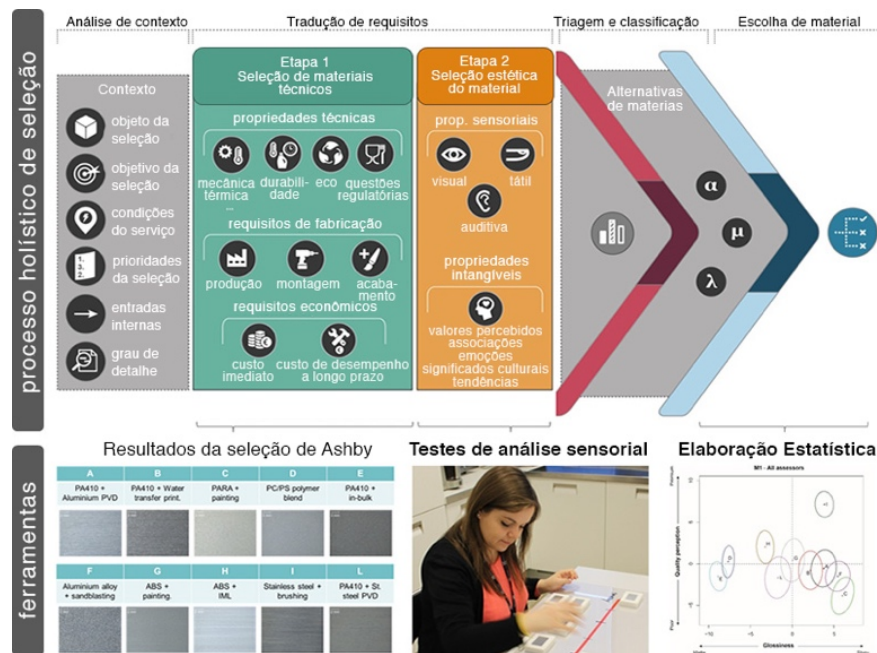 Análise de contexto
Tradução de requisitos
Triagem e classificação
Escolha de material
processo holístico de seleção
Contexto
objeto da
seleção
objetivo da
seleção
condições
do serviço
prioridades
da seleção
entradas
internas
grau de
detalhe
Etapa 1
Seleção de materiais
técnicos
propriedades técnicas
mecânica
térmica
...
durabili-
dade
eco
questões
regulatórias
requisitos de fabricação
produção
montagem
acaba-
mento
requisitos econômicos
custo
imediato
custo de desempenho
a longo prazo
Etapa 2
Seleção estética
do material
prop. sensoriais
visual
tátil
auditiva
propriedades
intangíveis
valores percebidos
associações
emoções
significados culturais
tendências
Alternativas
de materias
α
μ
λ
ferramentas
Resultados da seleção de Ashby
A
B
C
D
E
PA410 +
Aluminium PVD
PA410 + Water
transfer print.
PARA +
painting
PC/PS polymer
blend
PA410 +
in-bulk
F
G
H
I
L
Aluminium alloy
+ sandblasting
ABS +
painting.
ABS +
IML
Stainless steel +
brushing
PA410 + St.
steel PVD
Testes de análise sensorial
Elaboração Estatística
M1 - All assessors
Quality perception
-10
-5
0
5
Glossiness